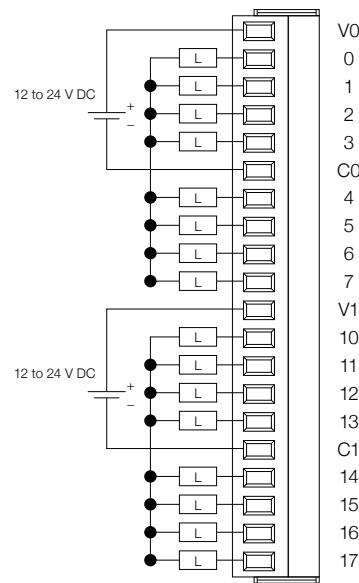 V0
L 0
L 1
12 to 24 V DC
+ L 2
− L 3
C0
L 4
L 5
L 6
L 7
V1
L 10
L 11
12 to 24 V DC
+ L 12
− L 13
C1
L 14
L 15
L 16
L 17